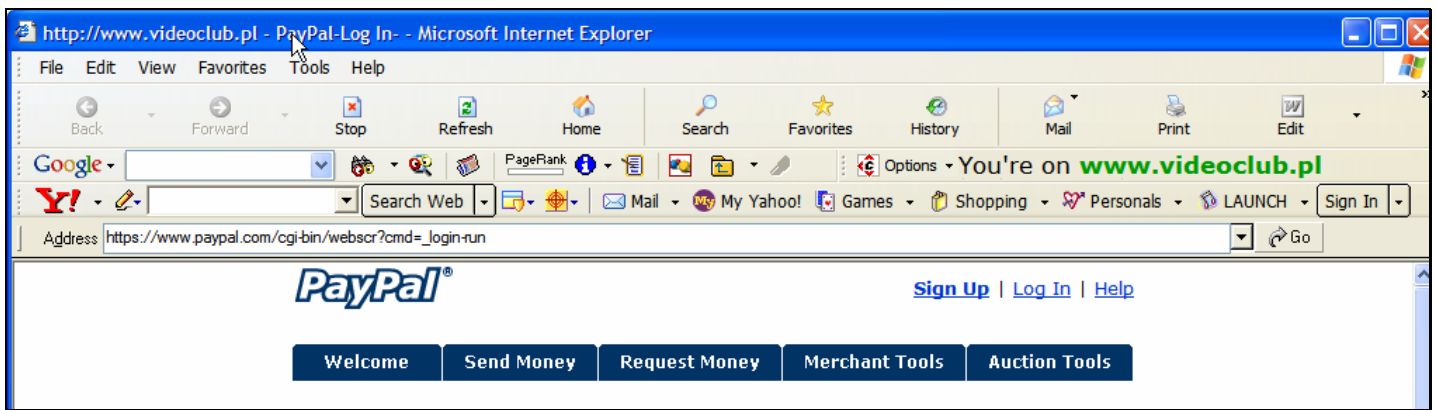 http://www.videoclub.pl - PayPal-Log In- - Microsoft Internet Explorer
File Edit View Favorites Tools Help
Back Forward Stop Refresh Home Search Favorites History Mail Print Edit
Google PageRank Options You're on www.videoclub.pl
Y! Search Web Mail My My Yahoo! Games Shopping Personals LAUNCH Sign In
Address https://www.paypal.com/cgi-bin/webscr?cmd=_login-run Go
PayPal® Sign Up | Log In | Help
Welcome Send Money Request Money Merchant Tools Auction Tools